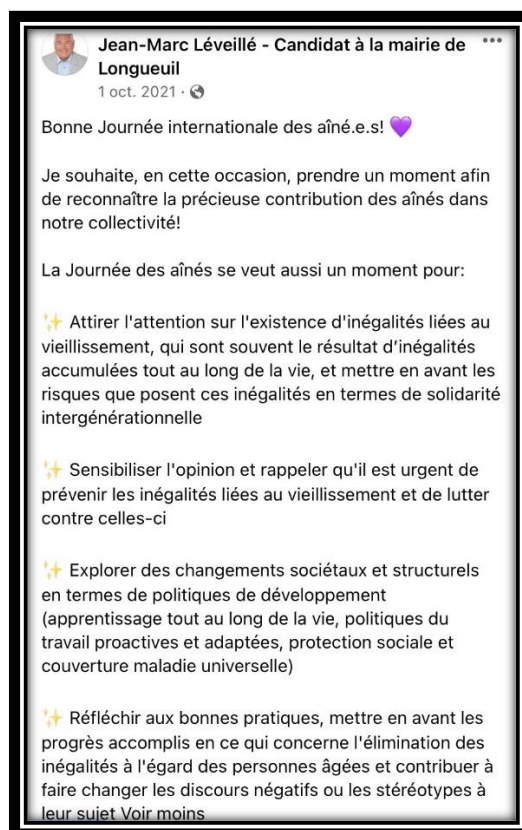 Jean-Marc Léveillé - Candidat à la mairie de
Longueuil
1 oct. 2021 ·
Bonne Journée internationale des aîné.e.s! 💜
Je souhaite, en cette occasion, prendre un moment afin
de reconnaître la précieuse contribution des aînés dans
notre collectivité!
La Journée des aînés se veut aussi un moment pour:
✨ Attirer l'attention sur l'existence d'inégalités liées au
vieillissement, qui sont souvent le résultat d’inégalités
accumulées tout au long de la vie, et mettre en avant les
risques que posent ces inégalités en termes de solidarité
intergénérationnelle
✨ Sensibiliser l'opinion et rappeler qu'il est urgent de
prévenir les inégalités liées au vieillissement et de lutter
contre celles-ci
✨ Explorer des changements sociétaux et structurels
en termes de politiques de développement
(apprentissage tout au long de la vie, politiques du
travail proactives et adaptées, protection sociale et
couverture maladie universelle)
✨ Réfléchir aux bonnes pratiques, mettre en avant les
progrès accomplis en ce qui concerne l'élimination des
inégalités à l'égard des personnes âgées et contribuer à
faire changer les discours négatifs ou les stéréotypes à
leur sujet Voir moins